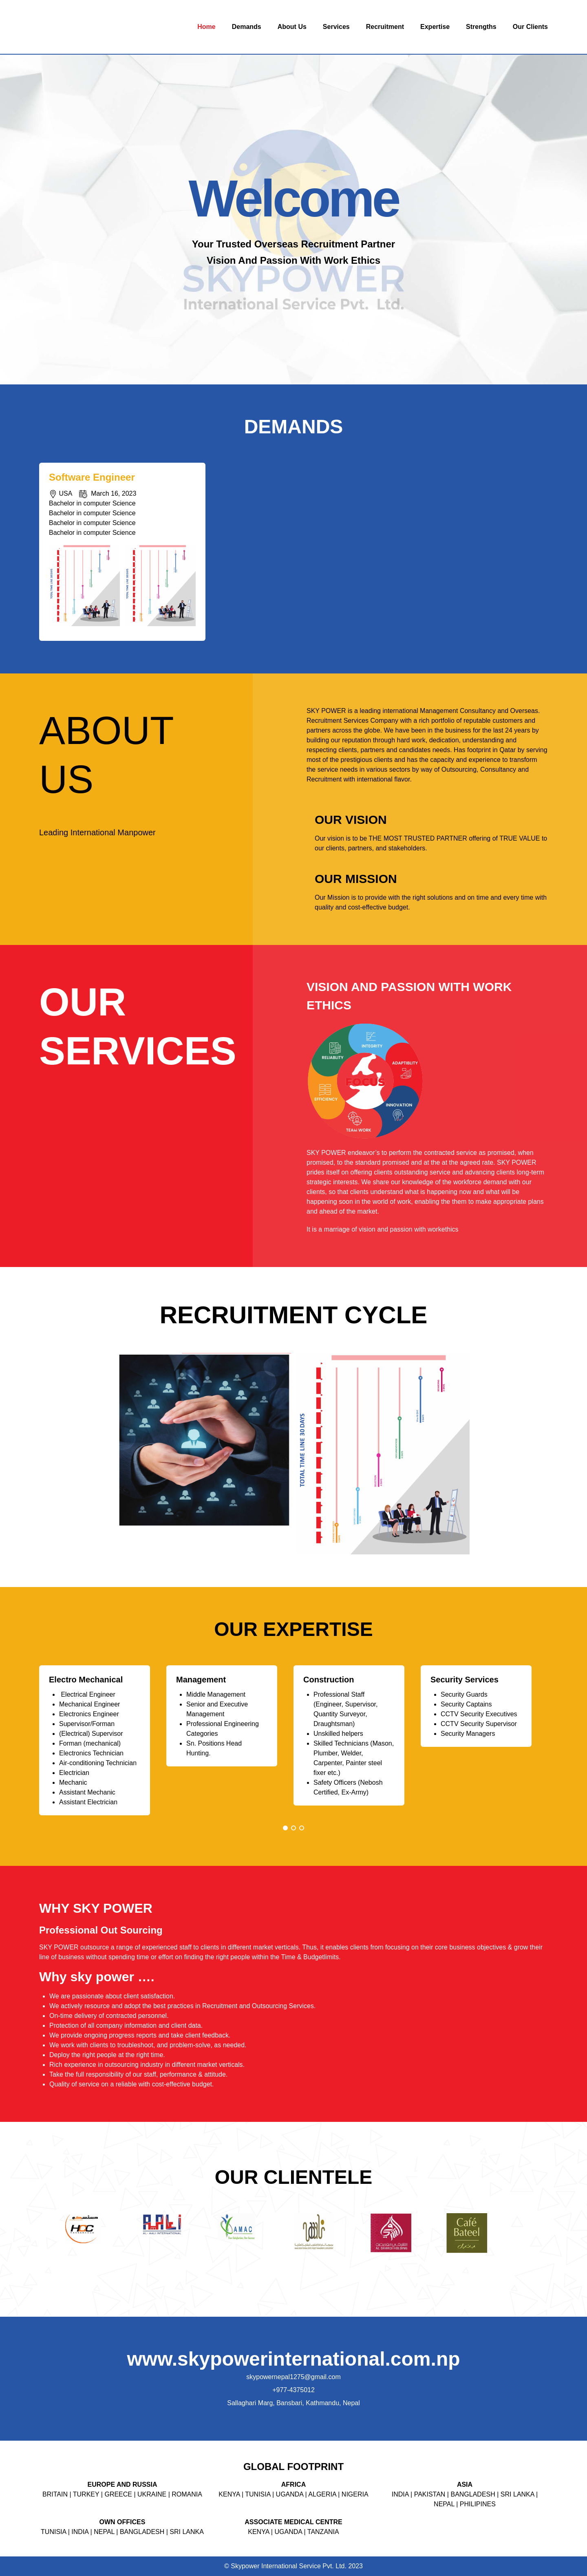 Home Demands About Us Services Recruitment Expertise Strengths Our Clients
Welcome
Your Trusted Overseas Recruitment Partner
Vision And Passion With Work Ethics
SKYPOWER
International Service Pvt. Ltd.
DEMANDS
Software Engineer
USA March 16, 2023
Bachelor in computer Science
Bachelor in computer Science
Bachelor in computer Science
Bachelor in computer Science
ABOUT
US
Leading International Manpower
SKY POWER is a leading international Management Consultancy and Overseas.
Recruitment Services Company with a rich portfolio of reputable customers and
partners across the globe. We have been in the business for the last 24 years by
building our reputation through hard work, dedication, understanding and
respecting clients, partners and candidates needs. Has footprint in Qatar by serving
most of the prestigious clients and has the capacity and experience to transform
the service needs in various sectors by way of Outsourcing, Consultancy and
Recruitment with international flavor.
OUR VISION
Our vision is to be THE MOST TRUSTED PARTNER offering of TRUE VALUE to
our clients, partners, and stakeholders.
OUR MISSION
Our Mission is to provide with the right solutions and on time and every time with
quality and cost-effective budget.
OUR
SERVICES
VISION AND PASSION WITH WORK
ETHICS
INTEGRITY
RELIABLITY
ADAPTIBLITY
FOCUS
EFFICIENCY
INNOVATION
TEAM WORK
SKY POWER endeavor's to perform the contracted service as promised, when
promised, to the standard promised and at the at the agreed rate. SKY POWER
prides itself on offering clients outstanding service and advancing clients long-term
strategic interests. We share our knowledge of the workforce demand with our
clients, so that clients understand what is happening now and what will be
happening soon in the world of work, enabling the them to make appropriate plans
and ahead of the market.
It is a marriage of vision and passion with workethics
RECRUITMENT CYCLE
TOTAL TIME LINE 30 DAYS
OUR EXPERTISE
Electro Mechanical
Electrical Engineer
Mechanical Engineer
Electronics Engineer
Supervisor/Forman
(Electrical) Supervisor
Forman (mechanical)
Electronics Technician
Air-conditioning Technician
Electrician
Mechanic
Assistant Mechanic
Assistant Electrician
Management
Middle Management
Senior and Executive
Management
Professional Engineering
Categories
Sn. Positions Head
Hunting.
Construction
Professional Staff
(Engineer, Supervisor,
Quantity Surveyor,
Draughtsman)
Unskilled helpers
Skilled Technicians (Mason,
Plumber, Welder,
Carpenter, Painter steel
fixer etc.)
Safety Officers (Nebosh
Certified, Ex-Army)
Security Services
Security Guards
Security Captains
CCTV Security Executives
CCTV Security Supervisor
Security Managers
WHY SKY POWER
Professional Out Sourcing
SKY POWER outsource a range of experienced staff to clients in different market verticals. Thus, it enables clients from focusing on their core business objectives & grow their
line of business without spending time or effort on finding the right people within the Time & Budgetlimits.
Why sky power ….
We are passionate about client satisfaction.
We actively resource and adopt the best practices in Recruitment and Outsourcing Services.
On-time delivery of contracted personnel.
Protection of all company information and client data.
We provide ongoing progress reports and take client feedback.
We work with clients to troubleshoot, and problem-solve, as needed.
Deploy the right people at the right time.
Rich experience in outsourcing industry in different market verticals.
Take the full responsibility of our staff, performance & attitude.
Quality of service on a reliable with cost-effective budget.
OUR CLIENTELE
AMAC
Café
Bateel
www.skypowerinternational.com.np
skypowernepal1275@gmail.com
+977-4375012
Sallaghari Marg, Bansbari, Kathmandu, Nepal
GLOBAL FOOTPRINT
EUROPE AND RUSSIA
BRITAIN | TURKEY | GREECE | UKRAINE | ROMANIA
AFRICA
KENYA | TUNISIA | UGANDA | ALGERIA | NIGERIA
ASIA
INDIA | PAKISTAN | BANGLADESH | SRI LANKA |
NEPAL | PHILIPINES
OWN OFFICES
TUNISIA | INDIA | NEPAL | BANGLADESH | SRI LANKA
ASSOCIATE MEDICAL CENTRE
KENYA | UGANDA | TANZANIA
© Skypower International Service Pvt. Ltd. 2023